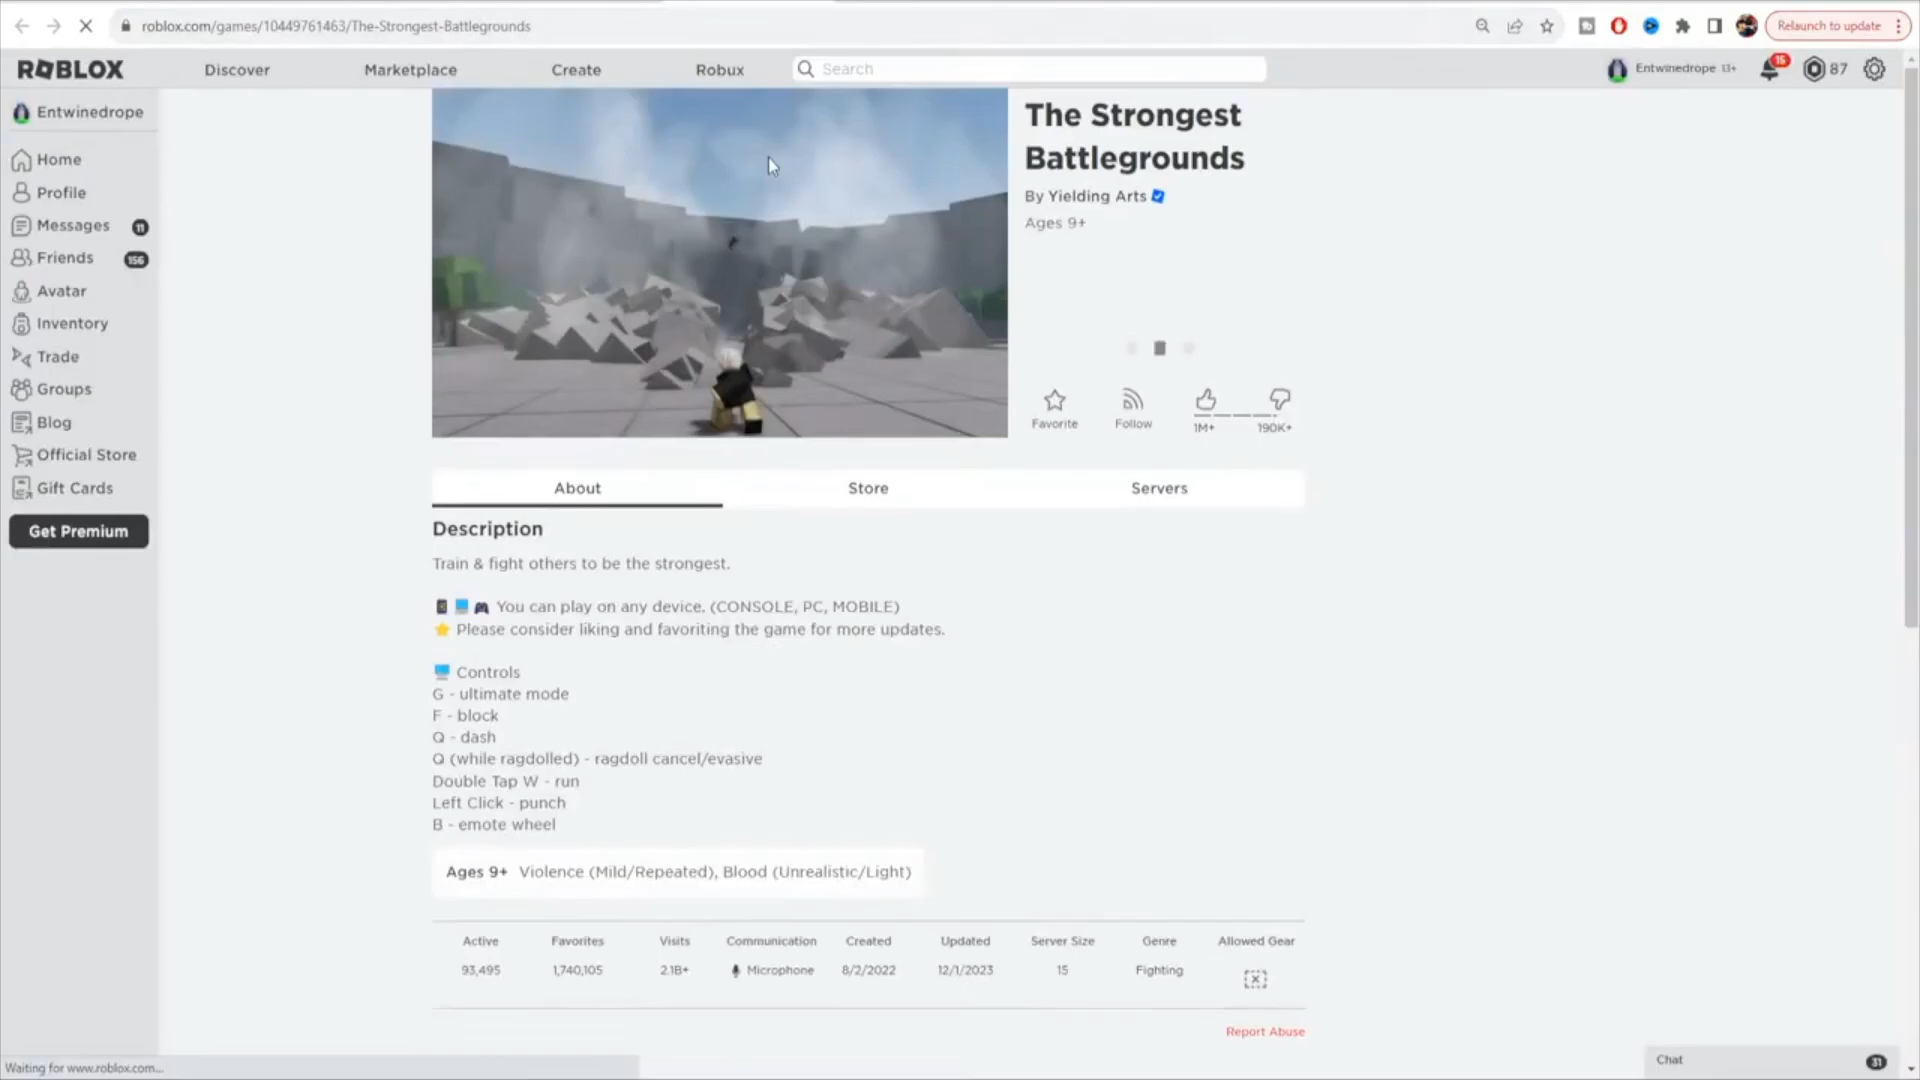 roblox.com/games/10449761463/The-Strongest-Battlegrounds
Relaunch to update
ROBLOX
Discover
Marketplace
Create
Robux
Search
Entwinedrope 13+
15
87
Entwinedrope
Home
Profile
Messages 11
Friends 156
Avatar
Inventory
Trade
Groups
Blog
Official Store
Gift Cards
Get Premium
The Strongest
Battlegrounds
By Yielding Arts
Ages 9+
Favorite
Follow
1M+
190K+
About
Store
Servers
Description
Train & fight others to be the strongest.
You can play on any device. (CONSOLE, PC, MOBILE)
Please consider liking and favoriting the game for more updates.
Controls
G - ultimate mode
F - block
Q - dash
Q (while ragdolled) - ragdoll cancel/evasive
Double Tap W - run
Left Click - punch
B - emote wheel
Ages 9+ Violence (Mild/Repeated), Blood (Unrealistic/Light)
Active Favorites Visits Communication Created Updated Server Size Genre Allowed Gear
93,495 1,740,105 2.1B+ Microphone 8/2/2022 12/1/2023 15 Fighting
Report Abuse
Waiting for www.roblox.com...
Chat 31